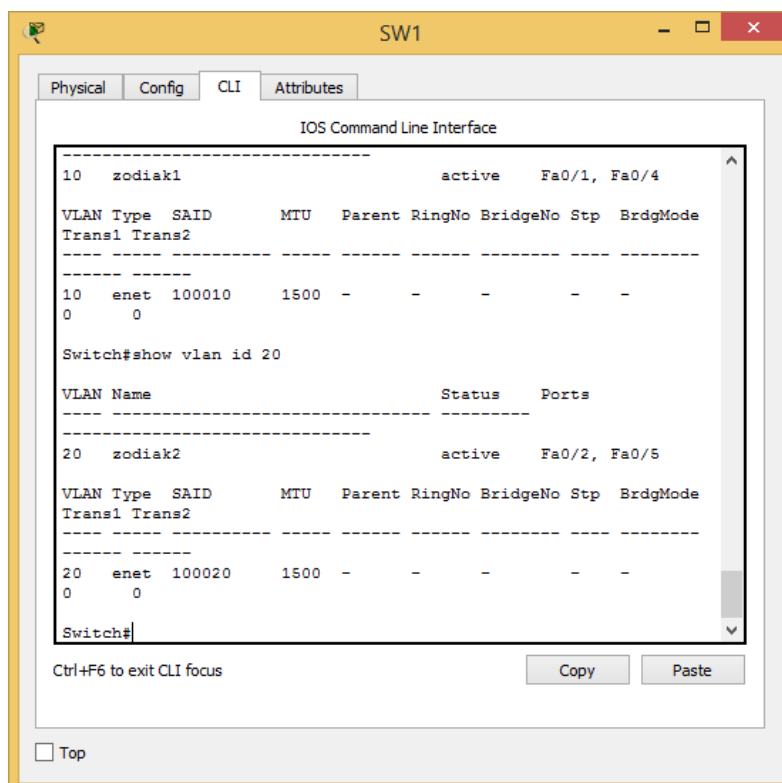 SW1
Physical Config CLI Attributes
IOS Command Line Interface
--------------------------------
10   zodiak1                          active    Fa0/1, Fa0/4
VLAN Type  SAID       MTU   Parent RingNo BridgeNo Stp  BrdgMode
Trans1 Trans2
---- ----- ---------- ----- ------ ------ -------- ---- --------
------ ------
10   enet  100010     1500  -      -      -        -    -
0      0
Switch#show vlan id 20
VLAN Name                             Status    Ports
---- -------------------------------- ---------
--------------------------------
20   zodiak2                          active    Fa0/2, Fa0/5
VLAN Type  SAID       MTU   Parent RingNo BridgeNo Stp  BrdgMode
Trans1 Trans2
---- ----- ---------- ----- ------ ------ -------- ---- --------
------ ------
20   enet  100020     1500  -      -      -        -    -
0      0
Switch#
Ctrl+F6 to exit CLI focus
Copy Paste
Top